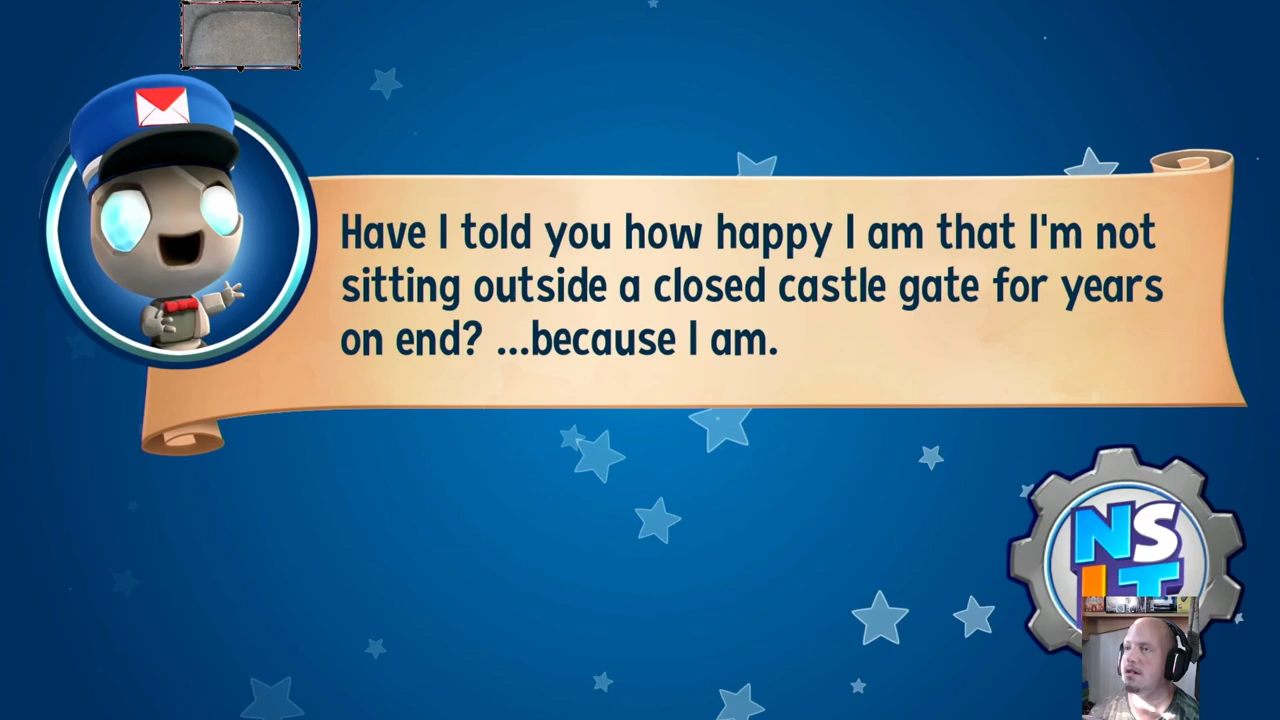 Have I told you how happy I am that I'm not
sitting outside a closed castle gate for years
on end? ...because I am.
NS
LT